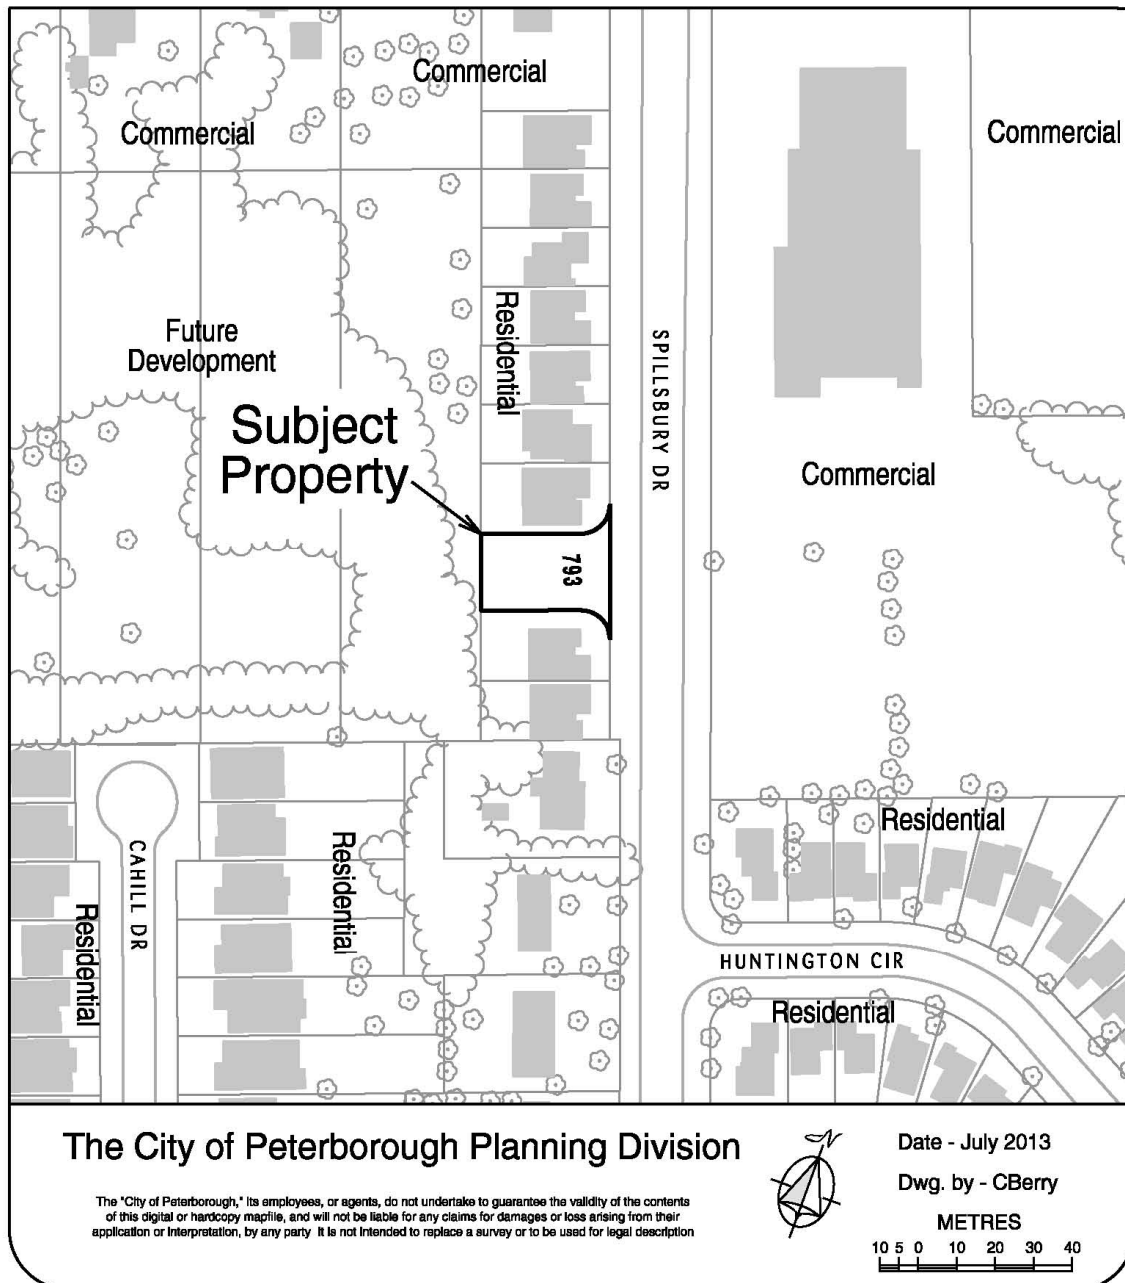 Commercial
Commercial
Commercial
Residential
Future
Development
SPILLSBURY DR
Subject
Property
Commercial
793
Residential
Residential
CAHILL DR
Residential
HUNTINGTON CIR
Residential
The City of Peterborough Planning Division
The "City of Peterborough," its employees, or agents, do not undertake to guarantee the validity of the contents
of this digital or hardcopy mapfile, and will not be liable for any claims for damages or loss arising from their
application or interpretation, by any party It is not intended to replace a survey or to be used for legal description
N
Date - July 2013
Dwg. by - CBerry
METRES
10 5 0 10 20 30 40